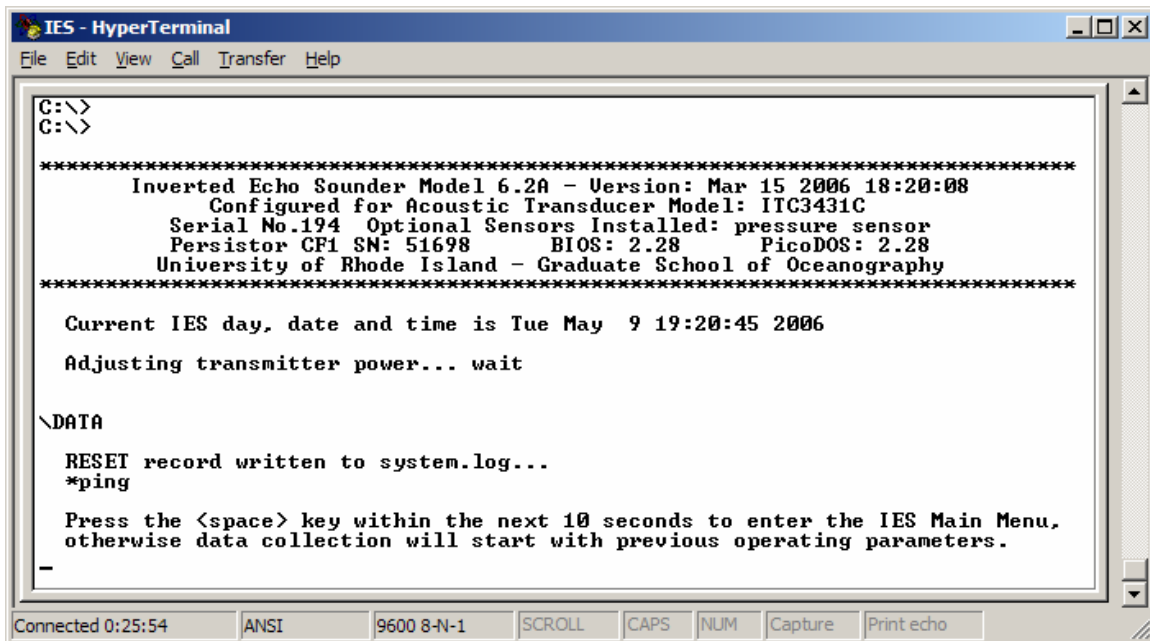 IES - HyperTerminal
File Edit View Call Transfer Help
C:\>
C:\>
*******************************************************************************
Inverted Echo Sounder Model 6.2A - Version: Mar 15 2006 18:20:08
Configured for Acoustic Transducer Model: ITC3431C
Serial No.194 Optional Sensors Installed: pressure sensor
Persistor CF1 SN: 51698 BIOS: 2.28 PicoDOS: 2.28
University of Rhode Island - Graduate School of Oceanography
*******************************************************************************
Current IES day, date and time is Tue May 9 19:20:45 2006
Adjusting transmitter power... wait
\DATA
RESET record written to system.log...
*ping
Press the <space> key within the next 10 seconds to enter the IES Main Menu,
otherwise data collection will start with previous operating parameters.
_
Connected 0:25:54 ANSI 9600 8-N-1 SCROLL CAPS NUM Capture Print echo